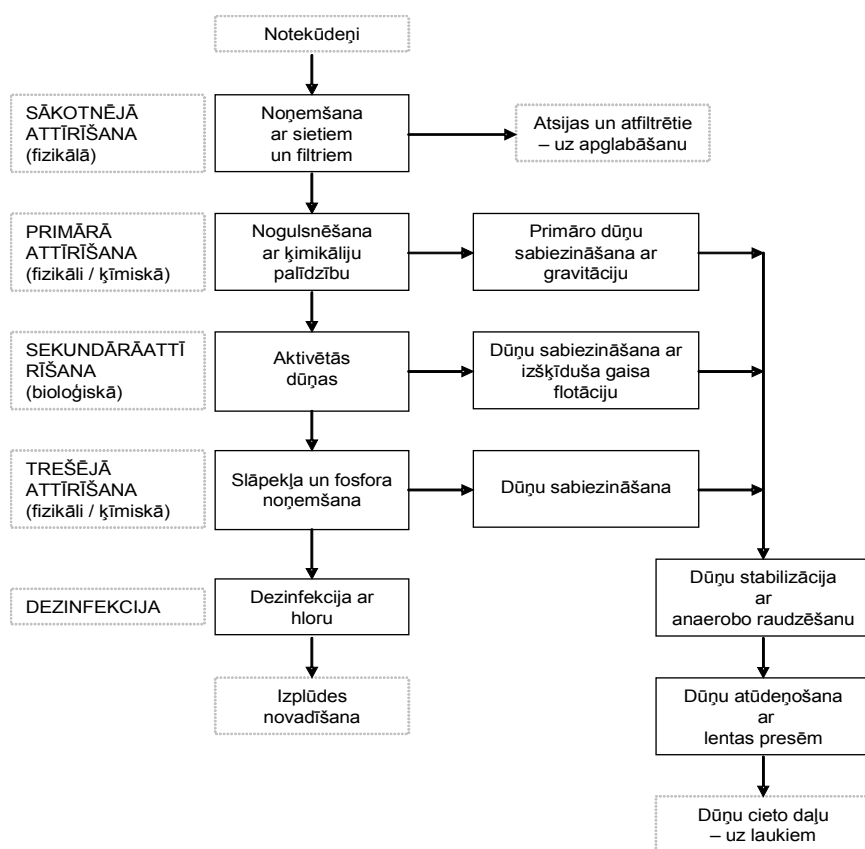 Notekūdeņi
SĀKOTNĒJĀ
ATTĪRĪŠANA
(fizikālā)
Noņemšana
ar sietiem
un filtriem
Atsijas un atfiltrētie
– uz apglabāšanu
PRIMĀRĀ
ATTĪRĪŠANA
(fizikāli / ķīmiskā)
Nogulsnēšana
ar ķimikāliju
palīdzību
Primāro dūņu
sabiezināšana ar
gravitāciju
SEKUNDĀRĀATTĪ
RĪŠANA
(bioloģiskā)
Aktivētās
dūņas
Dūņu sabiezināšana ar
izšķīduša gaisa
flotāciju
TREŠĒJĀ
ATTĪRĪŠANA
(fizikāli / ķīmiskā)
Slāpekļa un fosfora
noņemšana
Dūņu sabiezināšana
DEZINFEKCIJA
Dezinfekcija ar
hloru
Dūņu stabilizācija
ar
anaerobo raudzēšanu
Izplūdes
novadīšana
Dūņu atūdeņošana
ar
lentas presēm
Dūņu cieto daļu
– uz laukiem